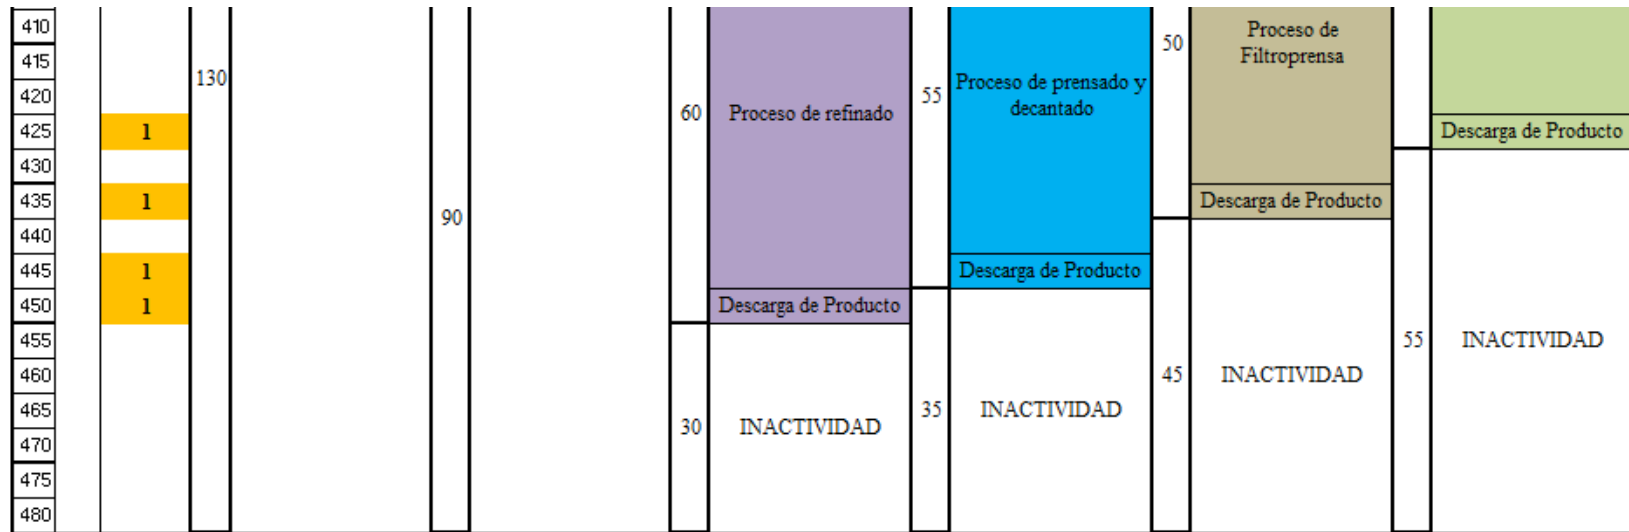 410
415
420
425
430
435
440
445
450
455
460
465
470
475
480
1
1
1
1
130
90
60
30
Proceso de refinado
Descarga de Producto
INACTIVIDAD
55
35
Proceso de prensado y
decantado
Descarga de Producto
INACTIVIDAD
50
45
Proceso de
Filtroprensa
Descarga de Producto
INACTIVIDAD
55
Descarga de Producto
INACTIVIDAD